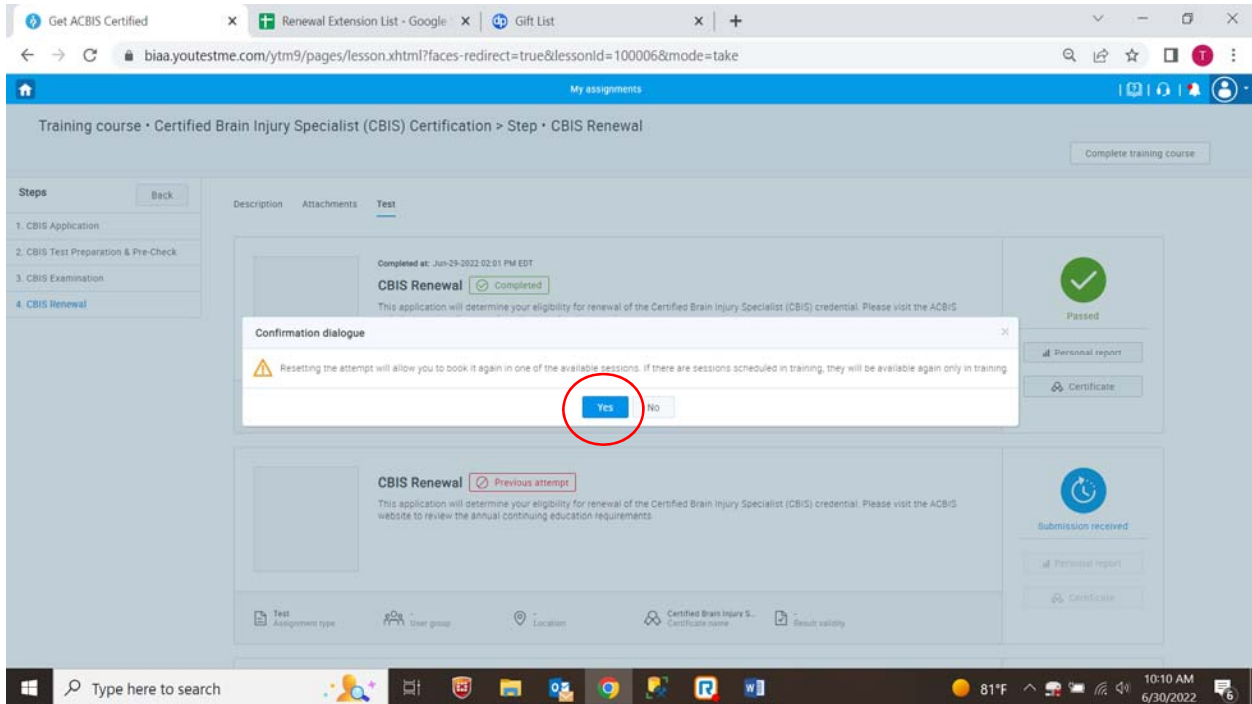 Get ACBIS Certified
Renewal Extension List - Google
Gift List
biaa.youtestme.com/ytm9/pages/lesson.xhtml?faces-redirect=true&lessonId=100006&mode=take
T
My assignments
Training course • Certified Brain Injury Specialist (CBIS) Certification > Step • CBIS Renewal
Complete training course
Steps
Back
1. CBIS Application
2. CBIS Test Preparation & Pre-Check
3. CBIS Examination
4. CBIS Renewal
Description Attachments Test
Completed at: Jun-29-2022 02:01 PM EDT
CBIS Renewal Completed
This application will determine your eligibility for renewal of the Certified Brain Injury Specialist (CBIS) credential. Please visit the ACBIS
Passed
Personal report
Certificate
Confirmation dialogue
Resetting the attempt will allow you to book it again in one of the available sessions. If there are sessions scheduled in training, they will be available again only in training.
Yes No
CBIS Renewal Previous attempt
This application will determine your eligibility for renewal of the Certified Brain Injury Specialist (CBIS) credential. Please visit the ACBIS
website to review the annual continuing education requirements.
Submission received
Personal report
Certificate
Test
Assignment type
-
User group
-
Location
Certified Brain Injury S...
Certificate name
-
Result validity
Type here to search
81°F
10:10 AM
6/30/2022
6